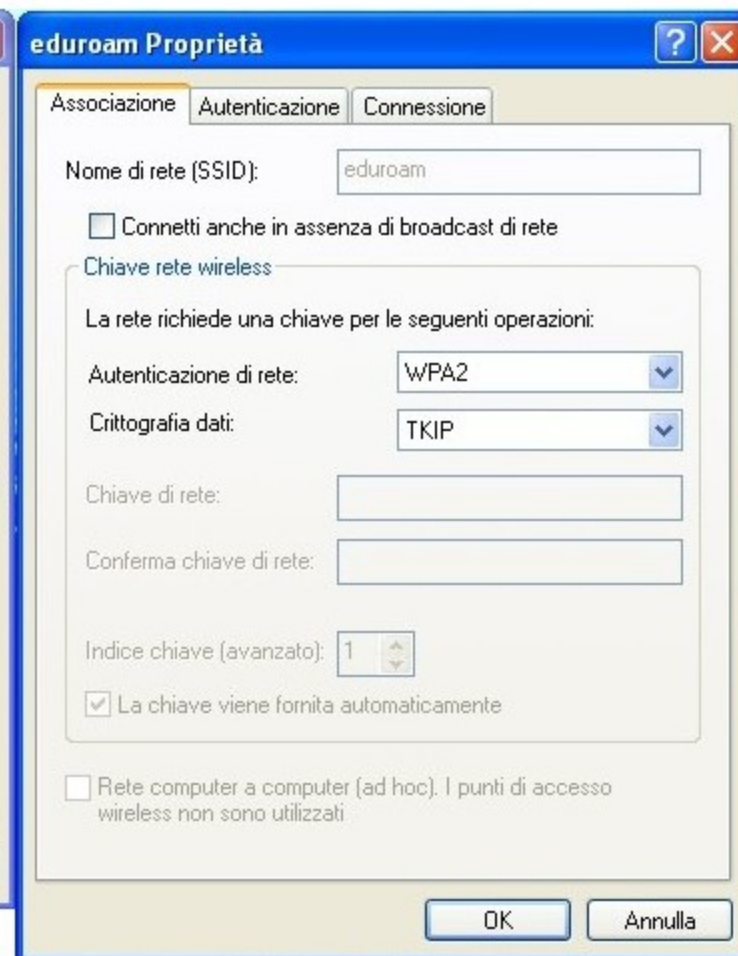 eduroam Proprietà
Associazione
Autenticazione
Connessione
Nome di rete (SSID):
eduroam
Connetti anche in assenza di broadcast di rete
Chiave rete wireless
La rete richiede una chiave per le seguenti operazioni:
Autenticazione di rete:
WPA2
Crittografia dati:
TKIP
Chiave di rete:
Conferma chiave di rete:
Indice chiave (avanzato):
1
La chiave viene fornita automaticamente
Rete computer a computer (ad hoc). I punti di accesso
wireless non sono utilizzati
OK
Annulla